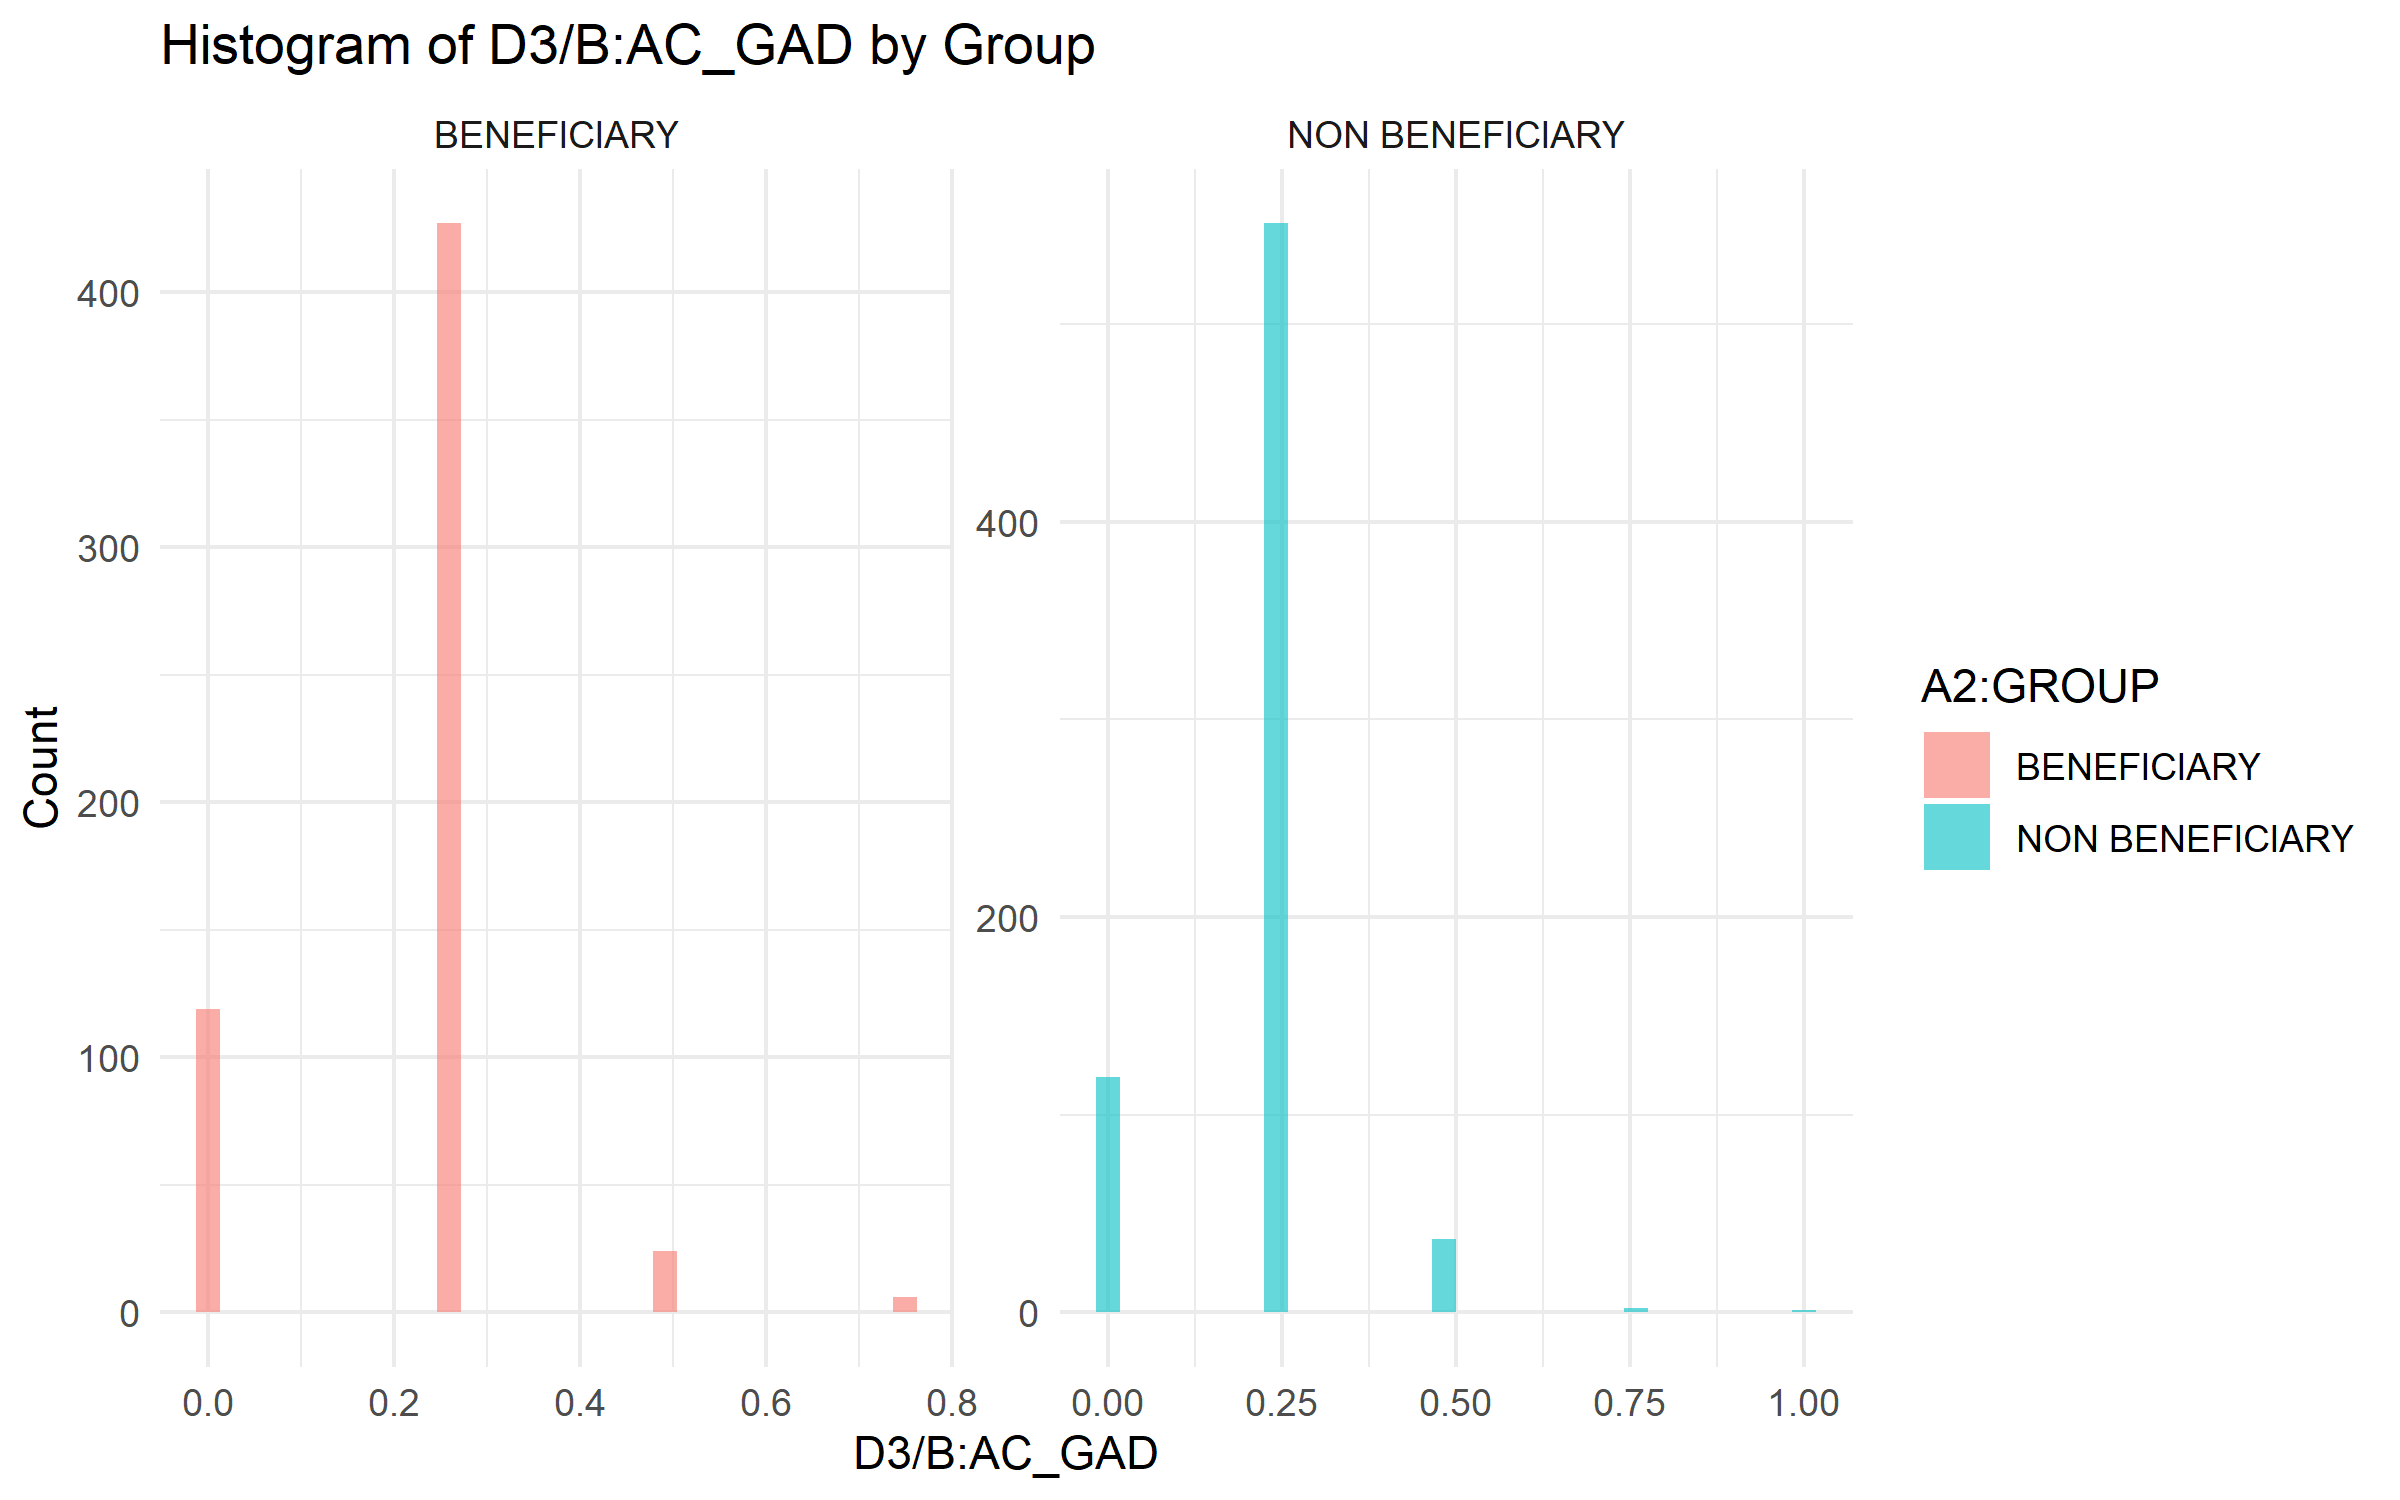 Histogram of D3/B:AC_GAD by Group
BENEFICIARY
NON BENEFICIARY
Count
400
300
200
100
0
400
200
0
0.0 0.2 0.4 0.6 0.8
0.00 0.25 0.50 0.75 1.00
D3/B:AC_GAD
A2:GROUP
BENEFICIARY
NON BENEFICIARY